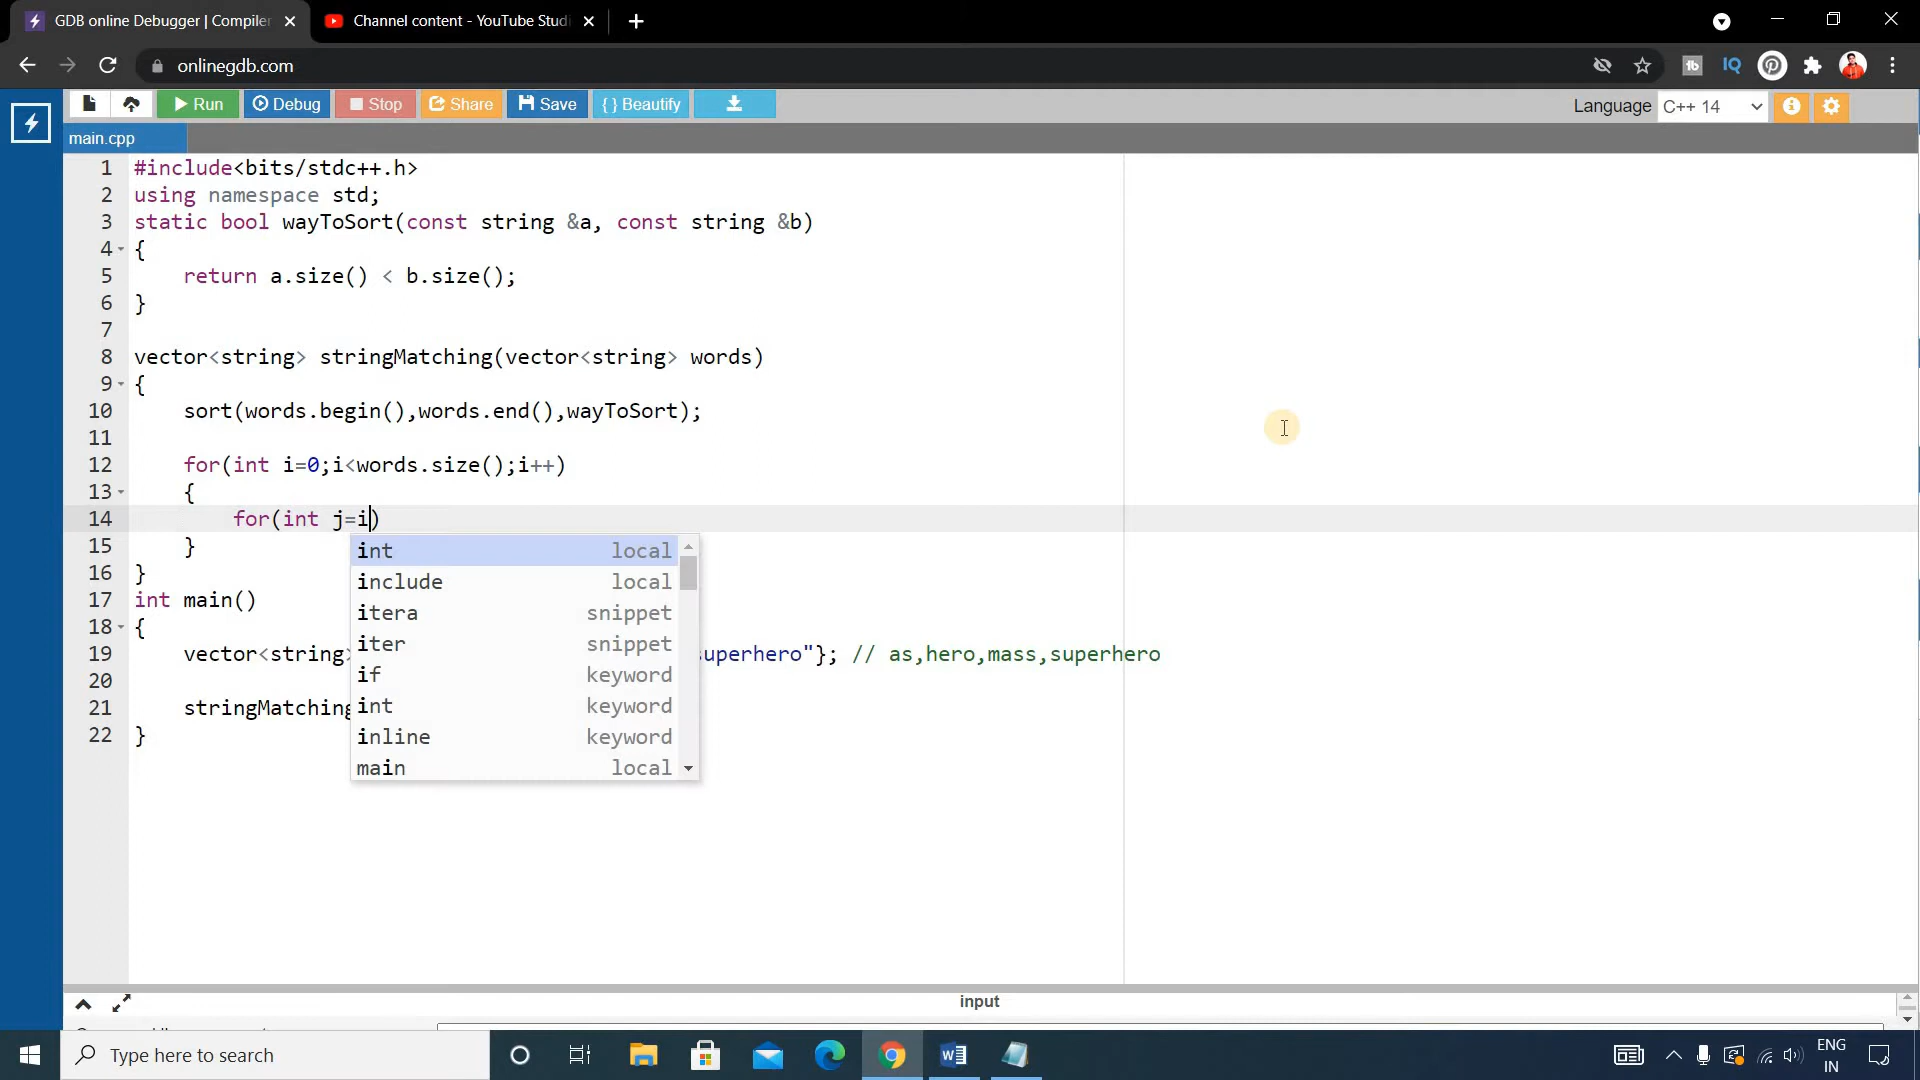 GDB online Debugger | Compiler
Channel content - YouTube Studi
onlinegdb.com
IQ
Run
Debug
Stop
Share
Save
{ } Beautify
Language
C++ 14
main.cpp
1 #include<bits/stdc++.h>
2 using namespace std;
3 static bool wayToSort(const string &a, const string &b)
4 {
5 return a.size() < b.size();
6 }
7
8 vector<string> stringMatching(vector<string> words)
9 {
10 sort(words.begin(),words.end(),wayToSort);
11
12 for(int i=0;i<words.size();i++)
13 {
14 for(int j=i)
15 }
16 }
17 int main()
18 {
19 vector<string> superhero"}; // as,hero,mass,superhero
20
21 stringMatching
22 }
int local
include local
itera snippet
iter snippet
if keyword
int keyword
inline keyword
main local
input
Type here to search
ENG
IN